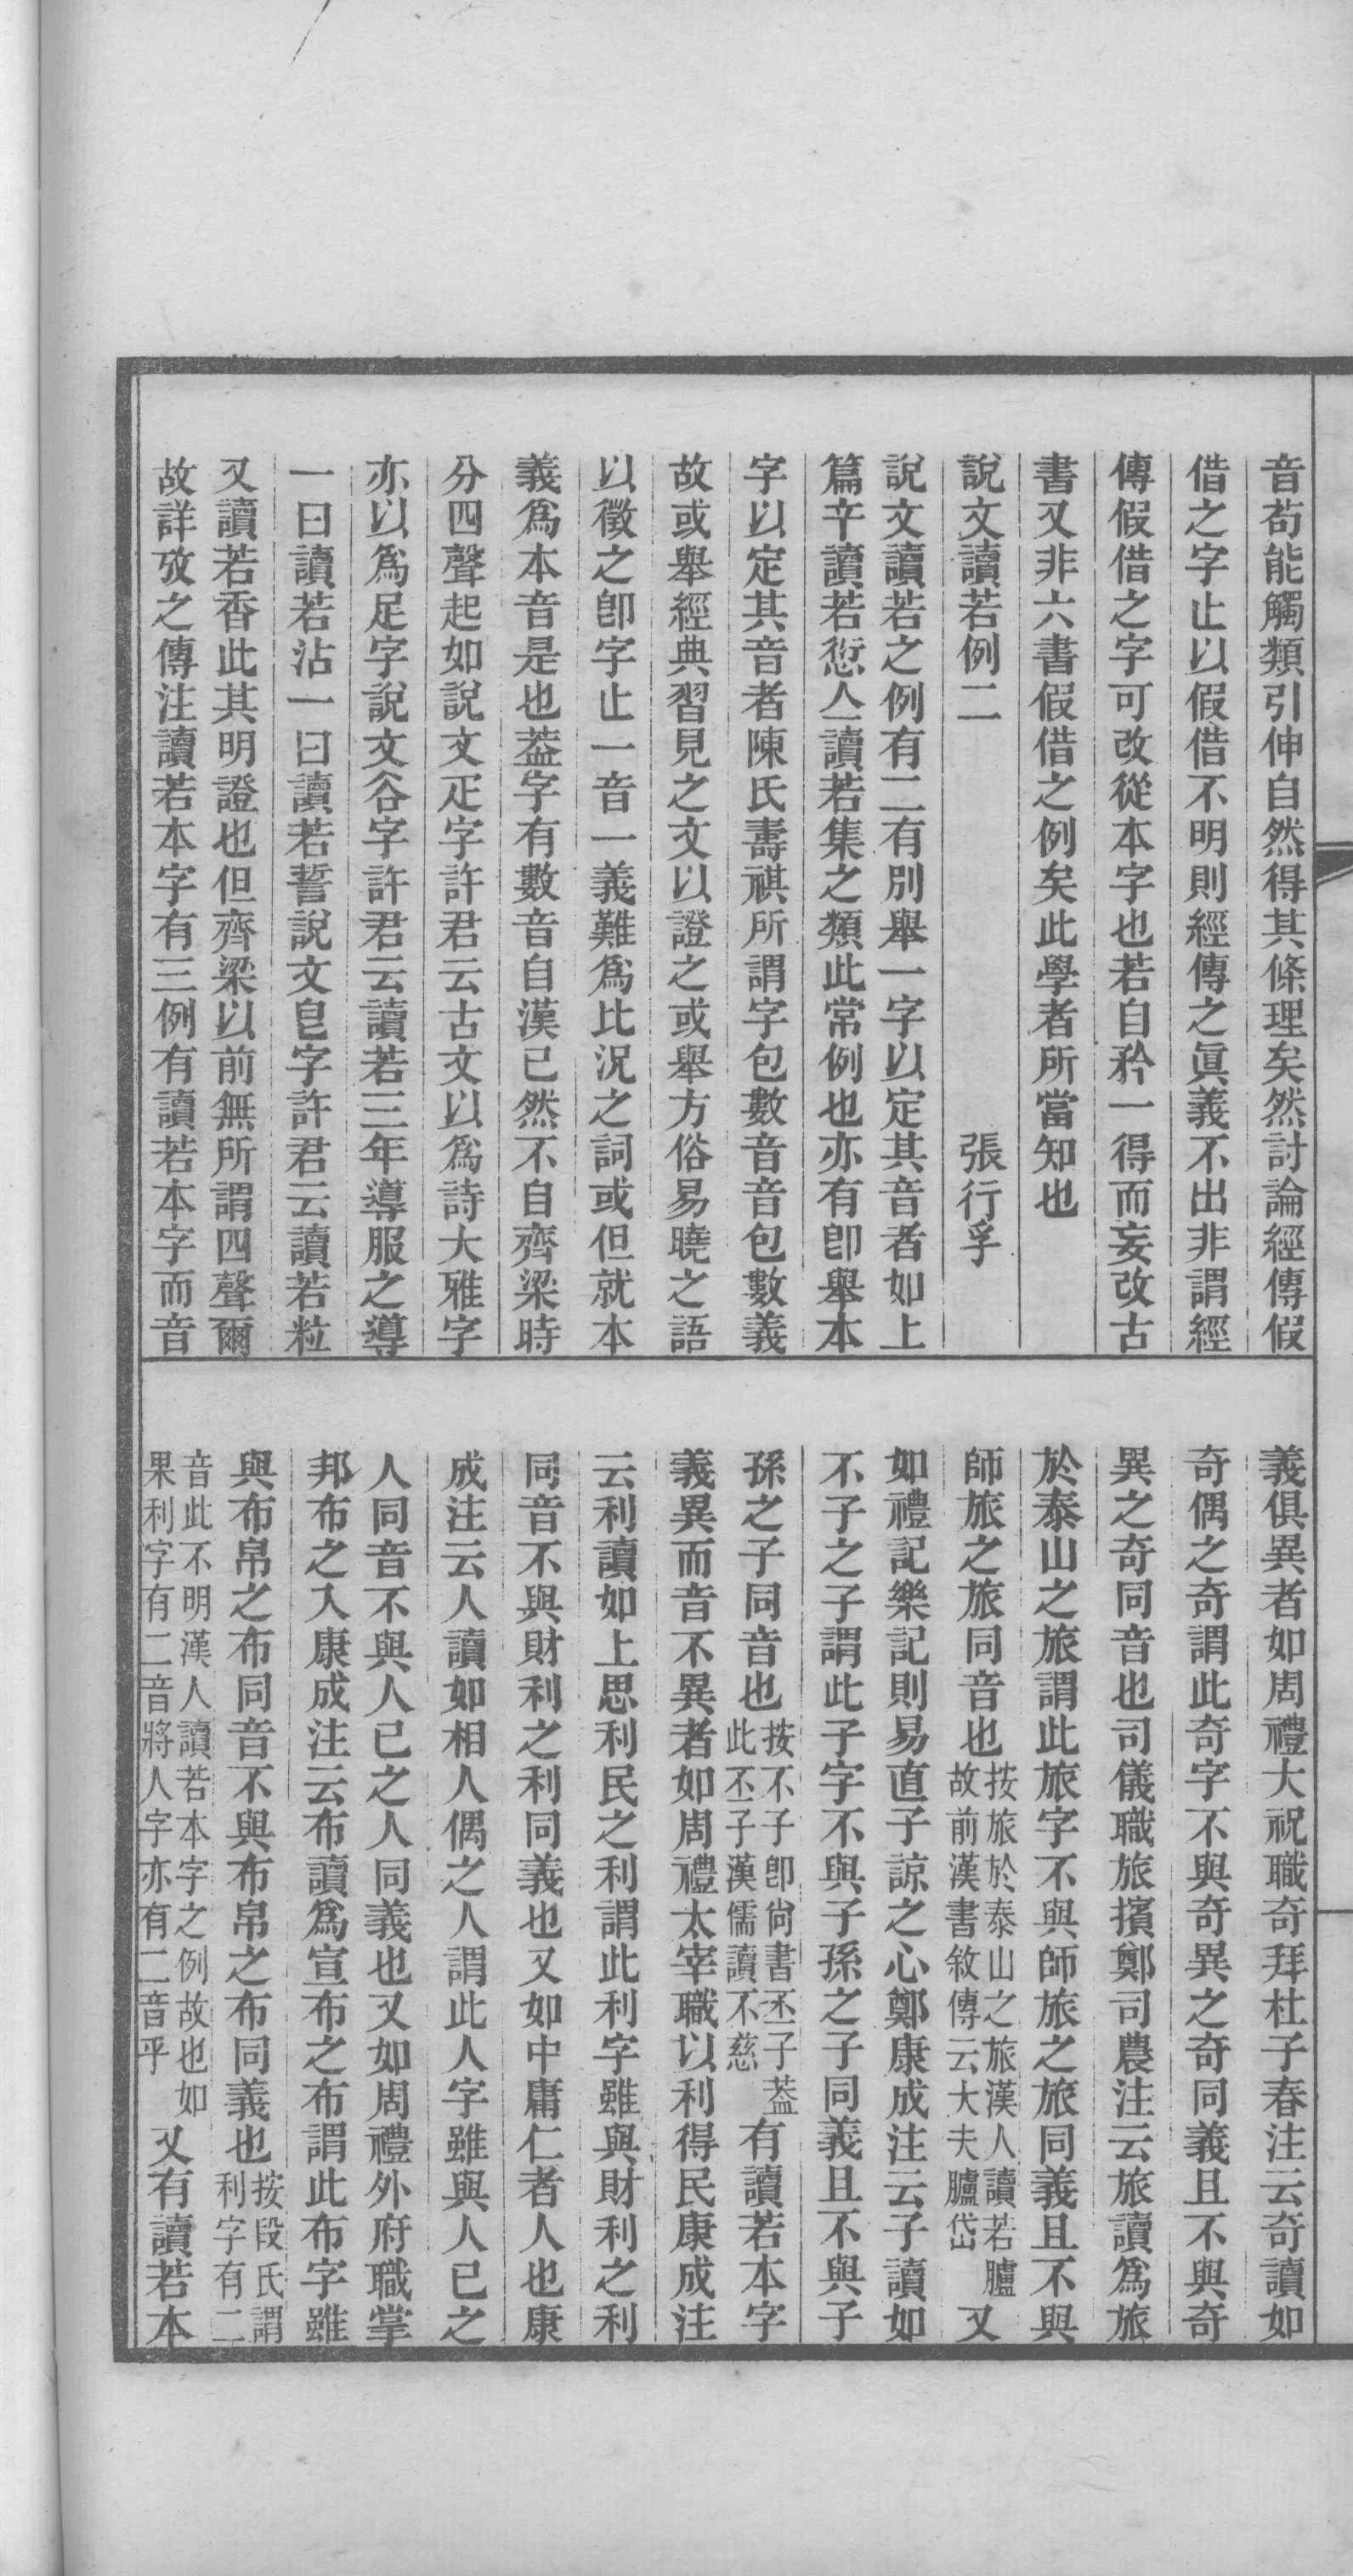 音苟能觸類引伸自然得其條理矣然討論經傳假
借之字止以假借不明則經傳之眞義不出非謂經
傳假借之字可改從本字也若自矜一得而妄改古
書又非六書假借之例矣此學者所當知也
說文讀若例二 張行孚
說文讀若之例有二有別舉一字以定其音者如上
篇䇂讀若愆亼讀若集之類此常例也亦有卽舉本
字以定其音者陳氏壽祺所謂字包數音音包數義
故或舉經典習見之文以證之或舉方俗易曉之語
以徵之卽字止一音一義難爲比況之詞或但就本
義爲本音是也葢字有數音自漢已然不自齊梁時
分四聲起如說文疋字許君云古文以爲詩大雅字
亦以爲足字說文㕣字許君云讀若三年導服之導
一曰讀若沾一曰讀若誓說文皀字許君云讀若粒
又讀若香此其明證也但齊梁以前無所謂四聲爾
故詳攷之傳注讀若本字有三例有讀若本字而音
義俱異者如周禮大祝職奇拜杜子春注云奇讀如
奇偶之奇謂此奇字不與奇異之奇同義且不與奇
異之奇同音也司儀職旅擯鄭司農注云旅讀爲旅
於泰山之旅謂此旅字不與師旅之旅同義且不與
師旅之旅同音也按旅於泰山之旅漢人讀若臚故前漢書敘傳云大夫臚岱又
如禮記樂記則易直子諒之心鄭康成注云子讀如
不子之子謂此子字不與子孫之子同義且不與子
孫之子同音也按不子卽尙書丕子葢此丕子漢儒讀不慈有讀若本字
義異而音不異者如周禮太宰職以利得民康成注
云利讀如上思利民之利謂此利字雖與財利之利
同音不與財利之利同義也又如中庸仁者人也康
成注云人讀如相人偶之人謂此人字雖與人已之
人同音不與人已之人同義也又如周禮外府職掌
邦布之入康成注云布讀爲宣布之布謂此布字雖
與布帛之布同音不與布帛之布同義也按段氏謂利字有二
音此不明漢人讀若本字之例故也如果利字有二音將人字亦有二音乎又有讀若本